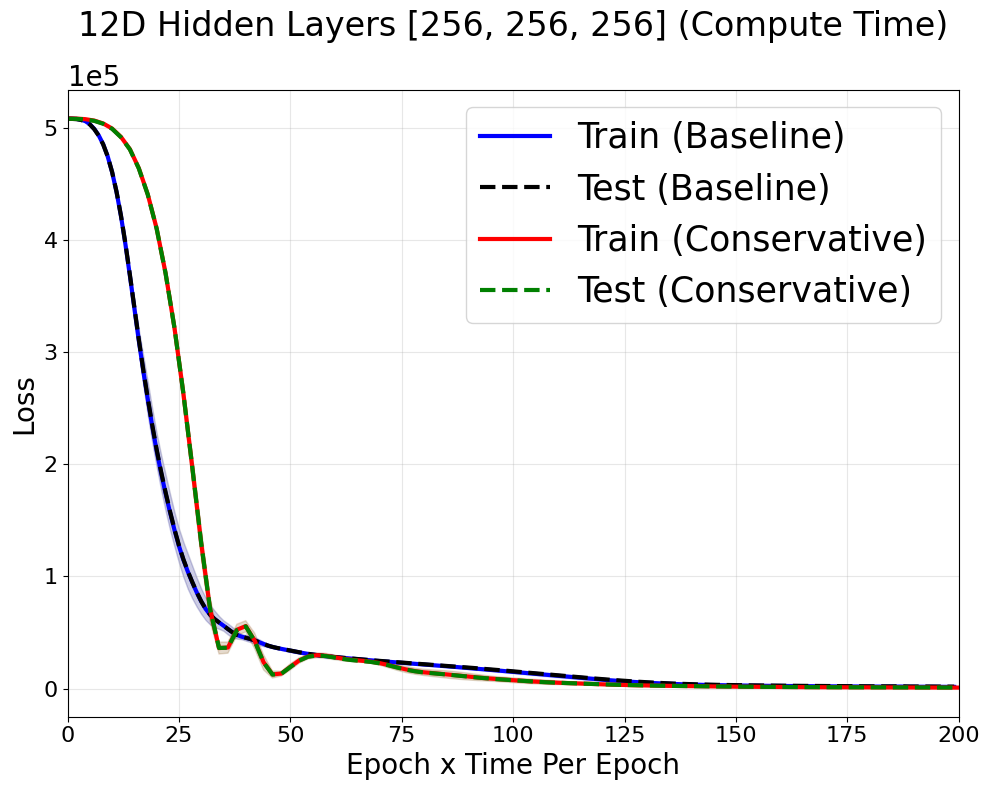 12D Hidden Layers [256, 256, 256] (Compute Time)
1e5
Train (Baseline)
Test (Baseline)
Train (Conservative)
Test (Conservative)
5
4
3
2
1
0
Loss
0 25 50 75 100 125 150 175 200
Epoch x Time Per Epoch